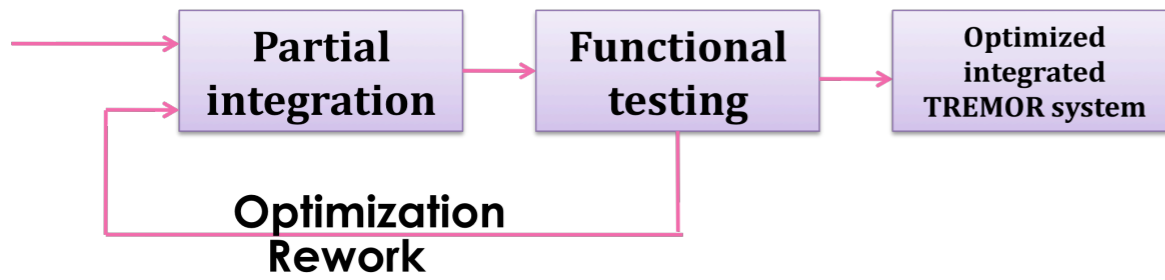 Partial
integration
Functional
testing
Optimized
integrated
TREMOR system
Optimization
Rework